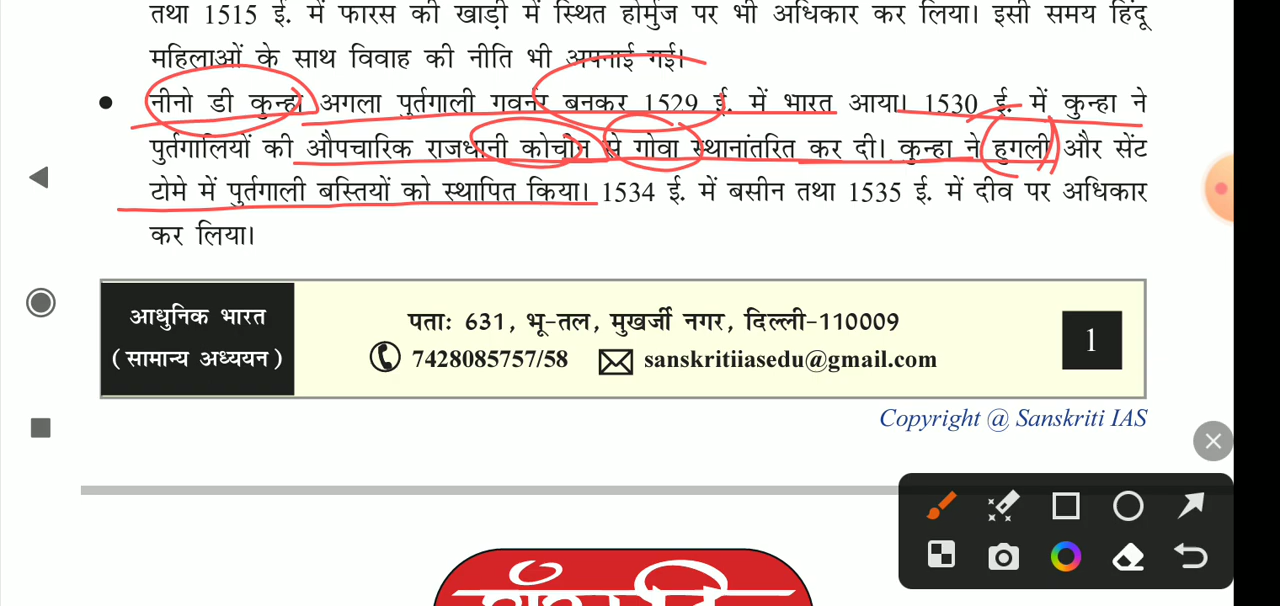 तथा 1515 ई. में फारस की खाड़ी में स्थित होर्मुज पर भी अधिकार कर लिया। इसी समय हिंदू
महिलाओं के साथ विवाह की नीति भी अपनाई गई।
● नीनो डी कुन्हा अगला पुर्तगाली गवर्नर बनकर 1529 ई. में भारत आया। 1530 ई. में कुन्हा ने
पुर्तगालियों की औपचारिक राजधानी कोचीन से गोवा स्थानांतरित कर दी। कुन्हा ने हुगली और सेंट
टोमे में पुर्तगाली बस्तियों को स्थापित किया। 1534 ई. में बसीन तथा 1535 ई. में दीव पर अधिकार
कर लिया।
आधुनिक भारत
(सामान्य अध्ययन)
पताः 631, भू-तल, मुखर्जी नगर, दिल्ली-110009
7428085757/58 sanskritiiasedu@gmail.com
1
Copyright @ Sanskriti IAS